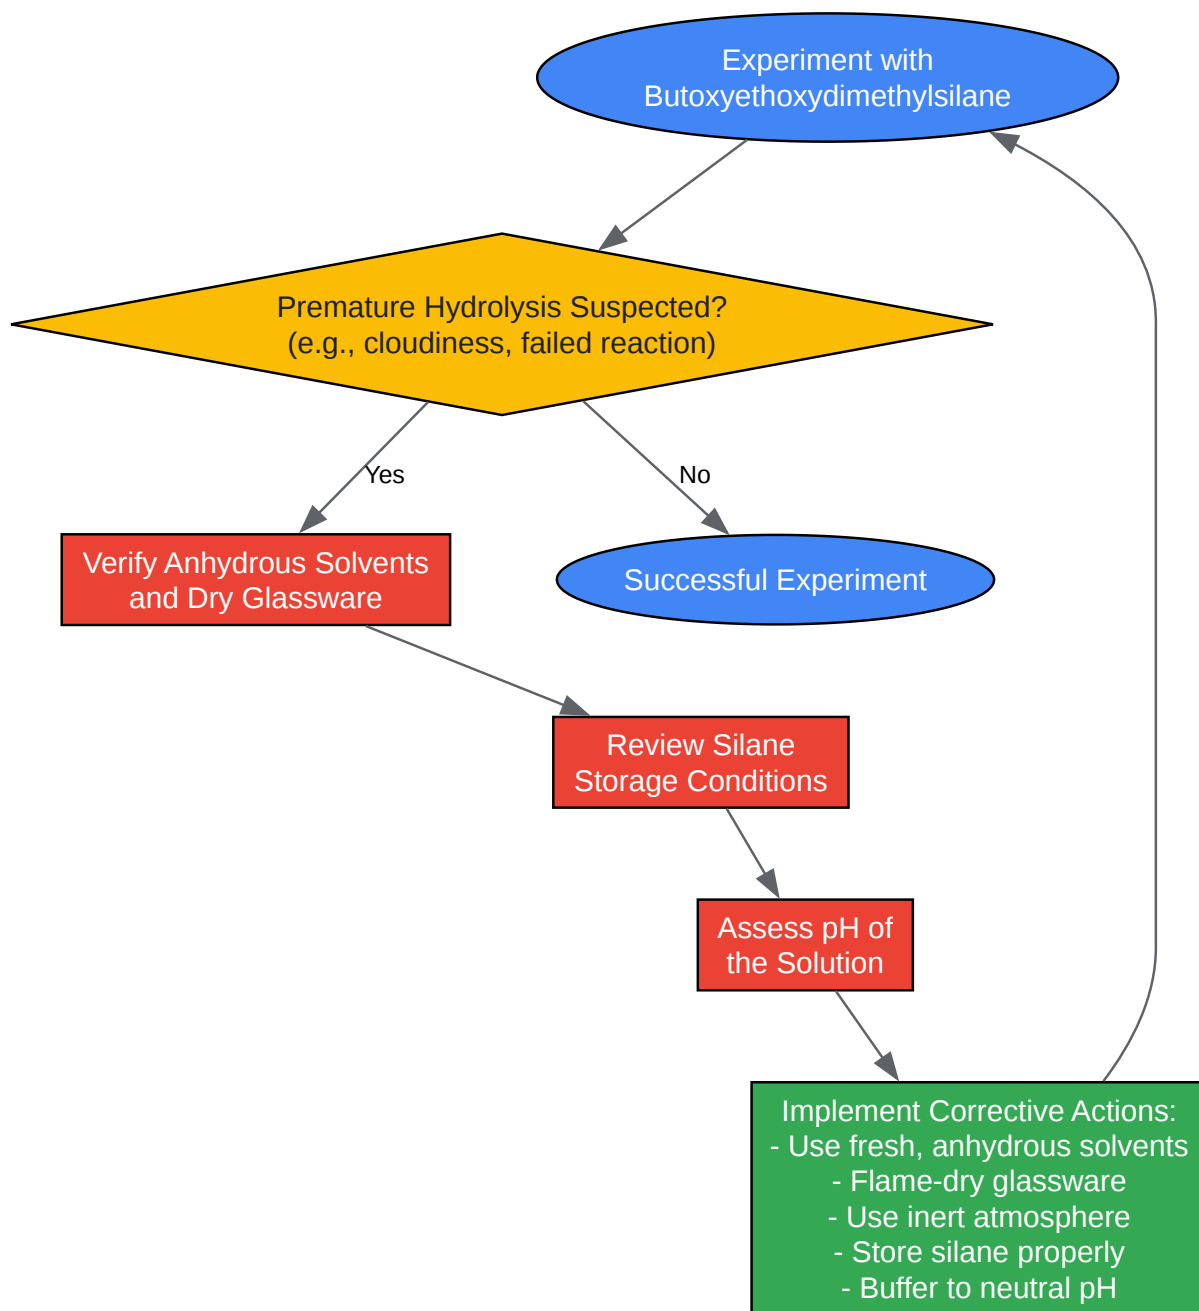 Experiment with
Butoxyethoxydimethylsilane
Premature Hydrolysis Suspected?
(e.g., cloudiness, failed reaction)
Yes
No
Verify Anhydrous Solvents
and Dry Glassware
Successful Experiment
Review Silane
Storage Conditions
Assess pH of
the Solution
Implement Corrective Actions:
- Use fresh, anhydrous solvents
- Flame-dry glassware
- Use inert atmosphere
- Store silane properly
- Buffer to neutral pH